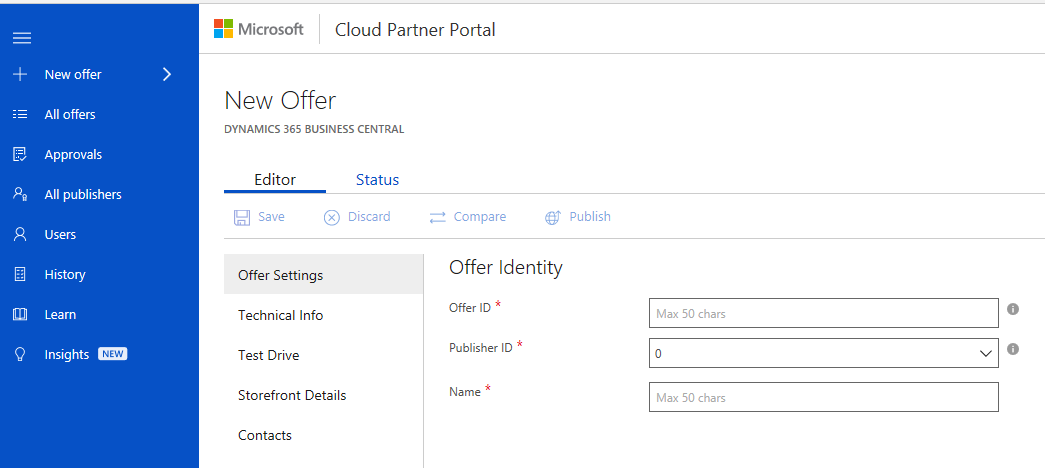 Microsoft Cloud Partner Portal
New offer
All offers
Approvals
All publishers
Users
History
Learn
Insights NEW
New Offer
DYNAMICS 365 BUSINESS CENTRAL
Editor Status
Save Discard Compare Publish
Offer Settings
Technical Info
Test Drive
Storefront Details
Contacts
Offer Identity
Offer ID * Max 50 chars
Publisher ID * 0
Name * Max 50 chars